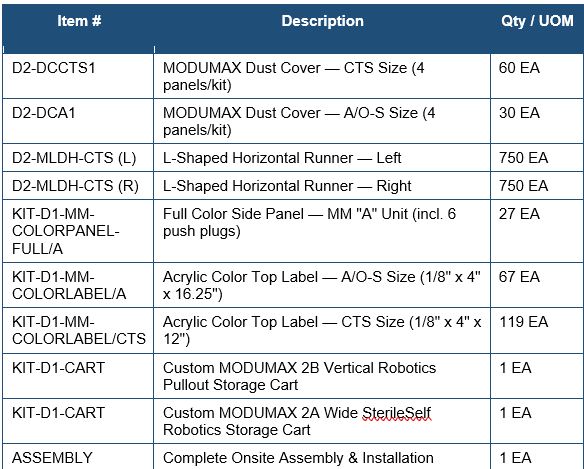 Item # Description Qty / UOM
D2-DCCTS1 MODUMAX Dust Cover — CTS Size (4 60 EA
panels/kit)
D2-DCA1 MODUMAX Dust Cover — A/O-S Size (4 30 EA
panels/kit)
D2-MLDH-CTS (L) L-Shaped Horizontal Runner — Left 750 EA
D2-MLDH-CTS (R) L-Shaped Horizontal Runner — Right 750 EA
KIT-D1-MM- Full Color Side Panel — MM "A" Unit (incl. 6 27 EA
COLORPANEL- push plugs)
FULL/A
KIT-D1-MM- Acrylic Color Top Label — A/O-S Size (1/8" x 4" 67 EA
COLORLABEL/A x 16.25")
KIT-D1-MM- Acrylic Color Top Label — CTS Size (1/8" x 4" x 119 EA
COLORLABEL/CTS 12")
KIT-D1-CART Custom MODUMAX 2B Vertical Robotics 1 EA
Pullout Storage Cart
KIT-D1-CART Custom MODUMAX 2A Wide SterileSelf 1 EA
Robotics Storage Cart
ASSEMBLY Complete Onsite Assembly & Installation 1 EA